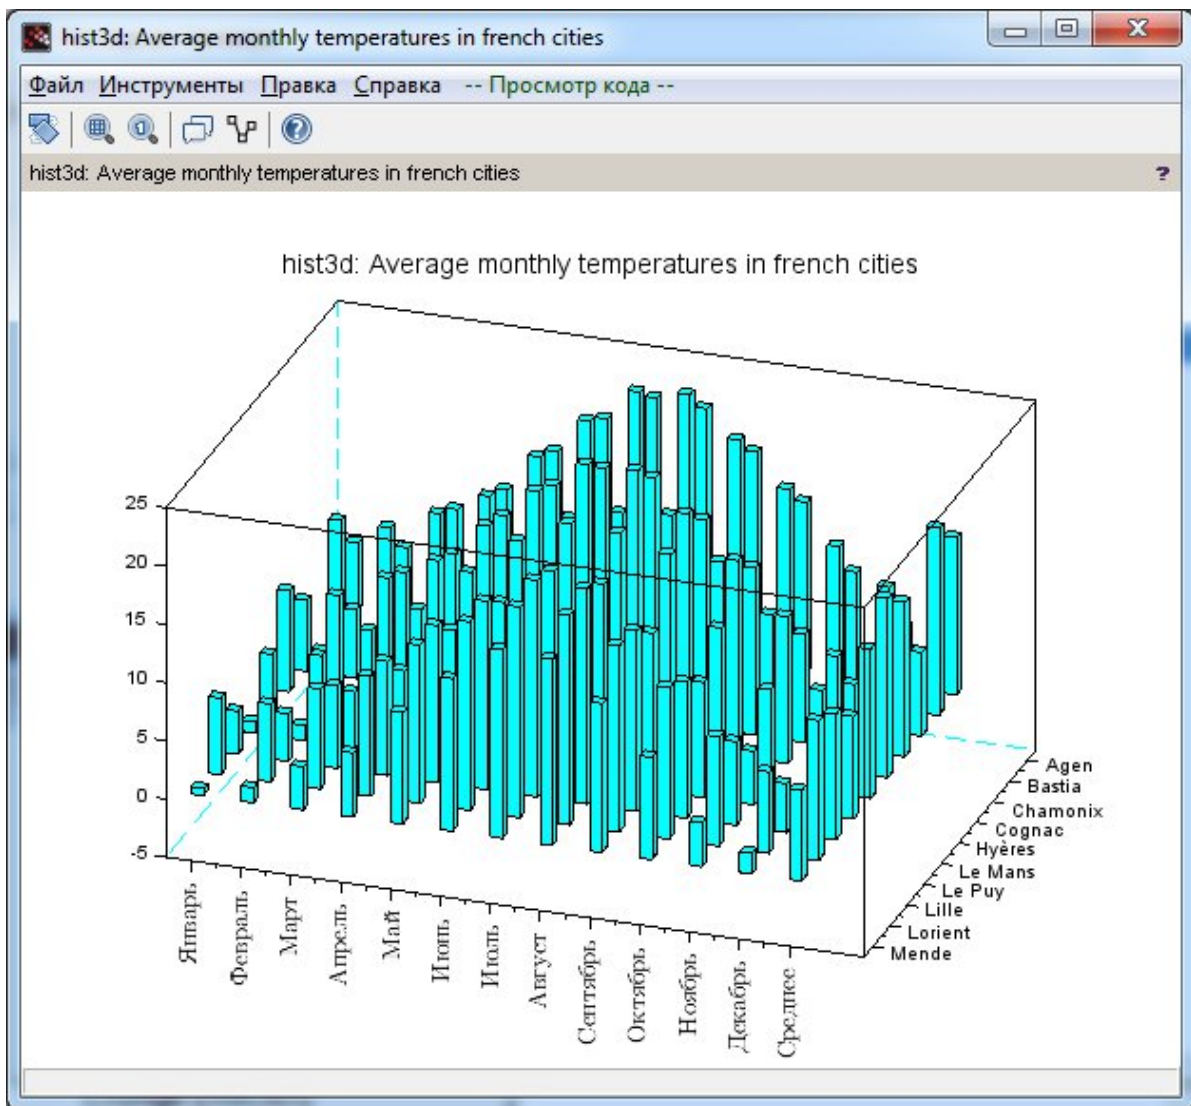 hist3d: Average monthly temperatures in french cities
Файл Инструменты Правка Справка -- Просмотр кода --
hist3d: Average monthly temperatures in french cities ?
hist3d: Average monthly temperatures in french cities
25
20
15
10
5
0
-5
Январь
Февраль
Март
Апрель
Май
Июнь
Июль
Август
Сентябрь
Октябрь
Ноябрь
Декабрь
Среднее
Agen
Bastia
Chamonix
Cognac
Hyères
Le Mans
Le Puy
Lille
Lorient
Mende